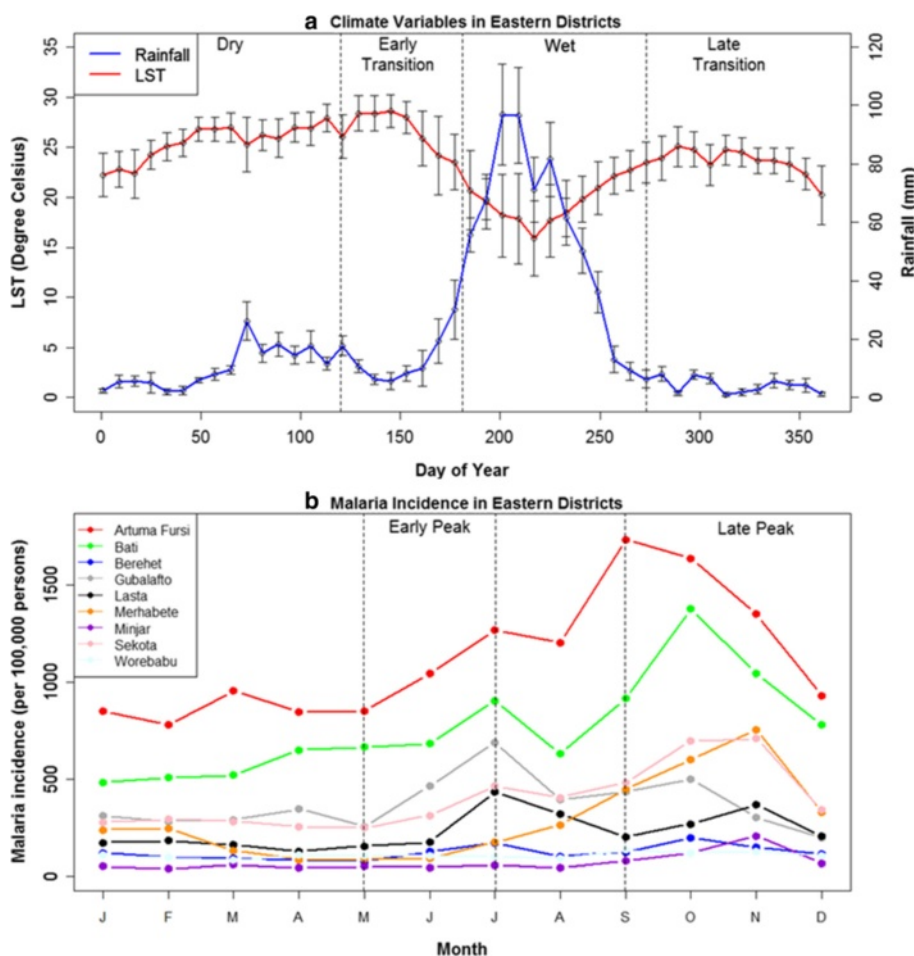 a Climate Variables in Eastern Districts
Dry Early Transition Wet Late Transition
Rainfall
LST
LST (Degree Celsius)
35
30
25
20
15
10
5
0
Rainfall (mm)
120
100
80
60
40
20
0
0 50 100 150 200 250 300 350
Day of Year
b Malaria Incidence in Eastern Districts
Early Peak Late Peak
Artuma Fursi
Bati
Berehet
Gubalafto
Lasta
Merhabete
Minjar
Sekota
Worebabu
Malaria incidence (per 100,000 persons)
1500
1000
500
0
J F M A M J J A S O N D
Month